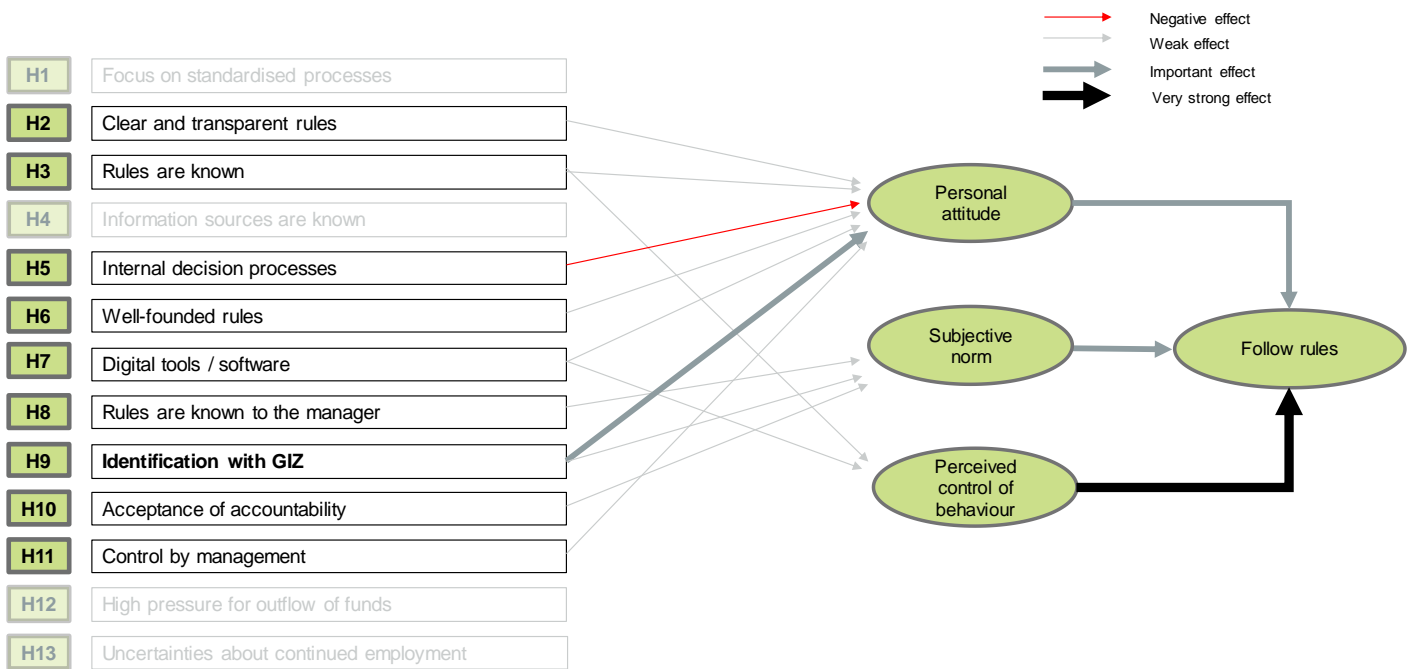 Negative effect
Weak effect
Important effect
Very strong effect
H1 Focus on standardised processes
H2 Clear and transparent rules
H3 Rules are known
H4 Information sources are known
H5 Internal decision processes
H6 Well-founded rules
H7 Digital tools / software
H8 Rules are known to the manager
H9 Identification with GIZ
H10 Acceptance of accountability
H11 Control by management
H12 High pressure for outflow of funds
H13 Uncertainties about continued employment
Personal
attitude
Subjective
norm
Perceived
control of
behaviour
Follow rules